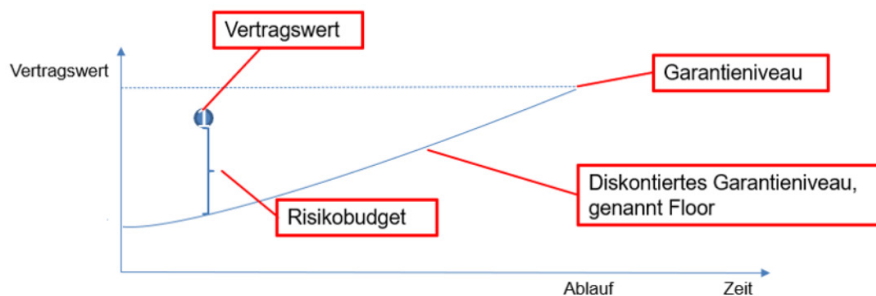 Vertragswert
Vertragswert
Garantieniveau
Diskontiertes Garantieniveau,
genannt Floor
Risikobudget
Ablauf
Zeit